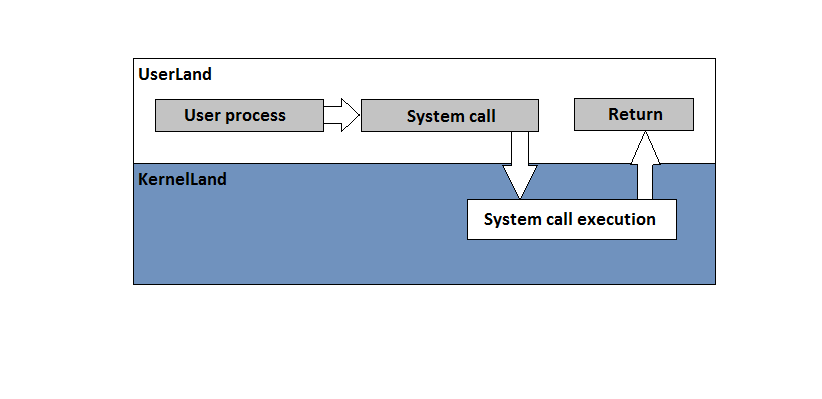 UserLand
User process
System call
Return
KernelLand
System call execution